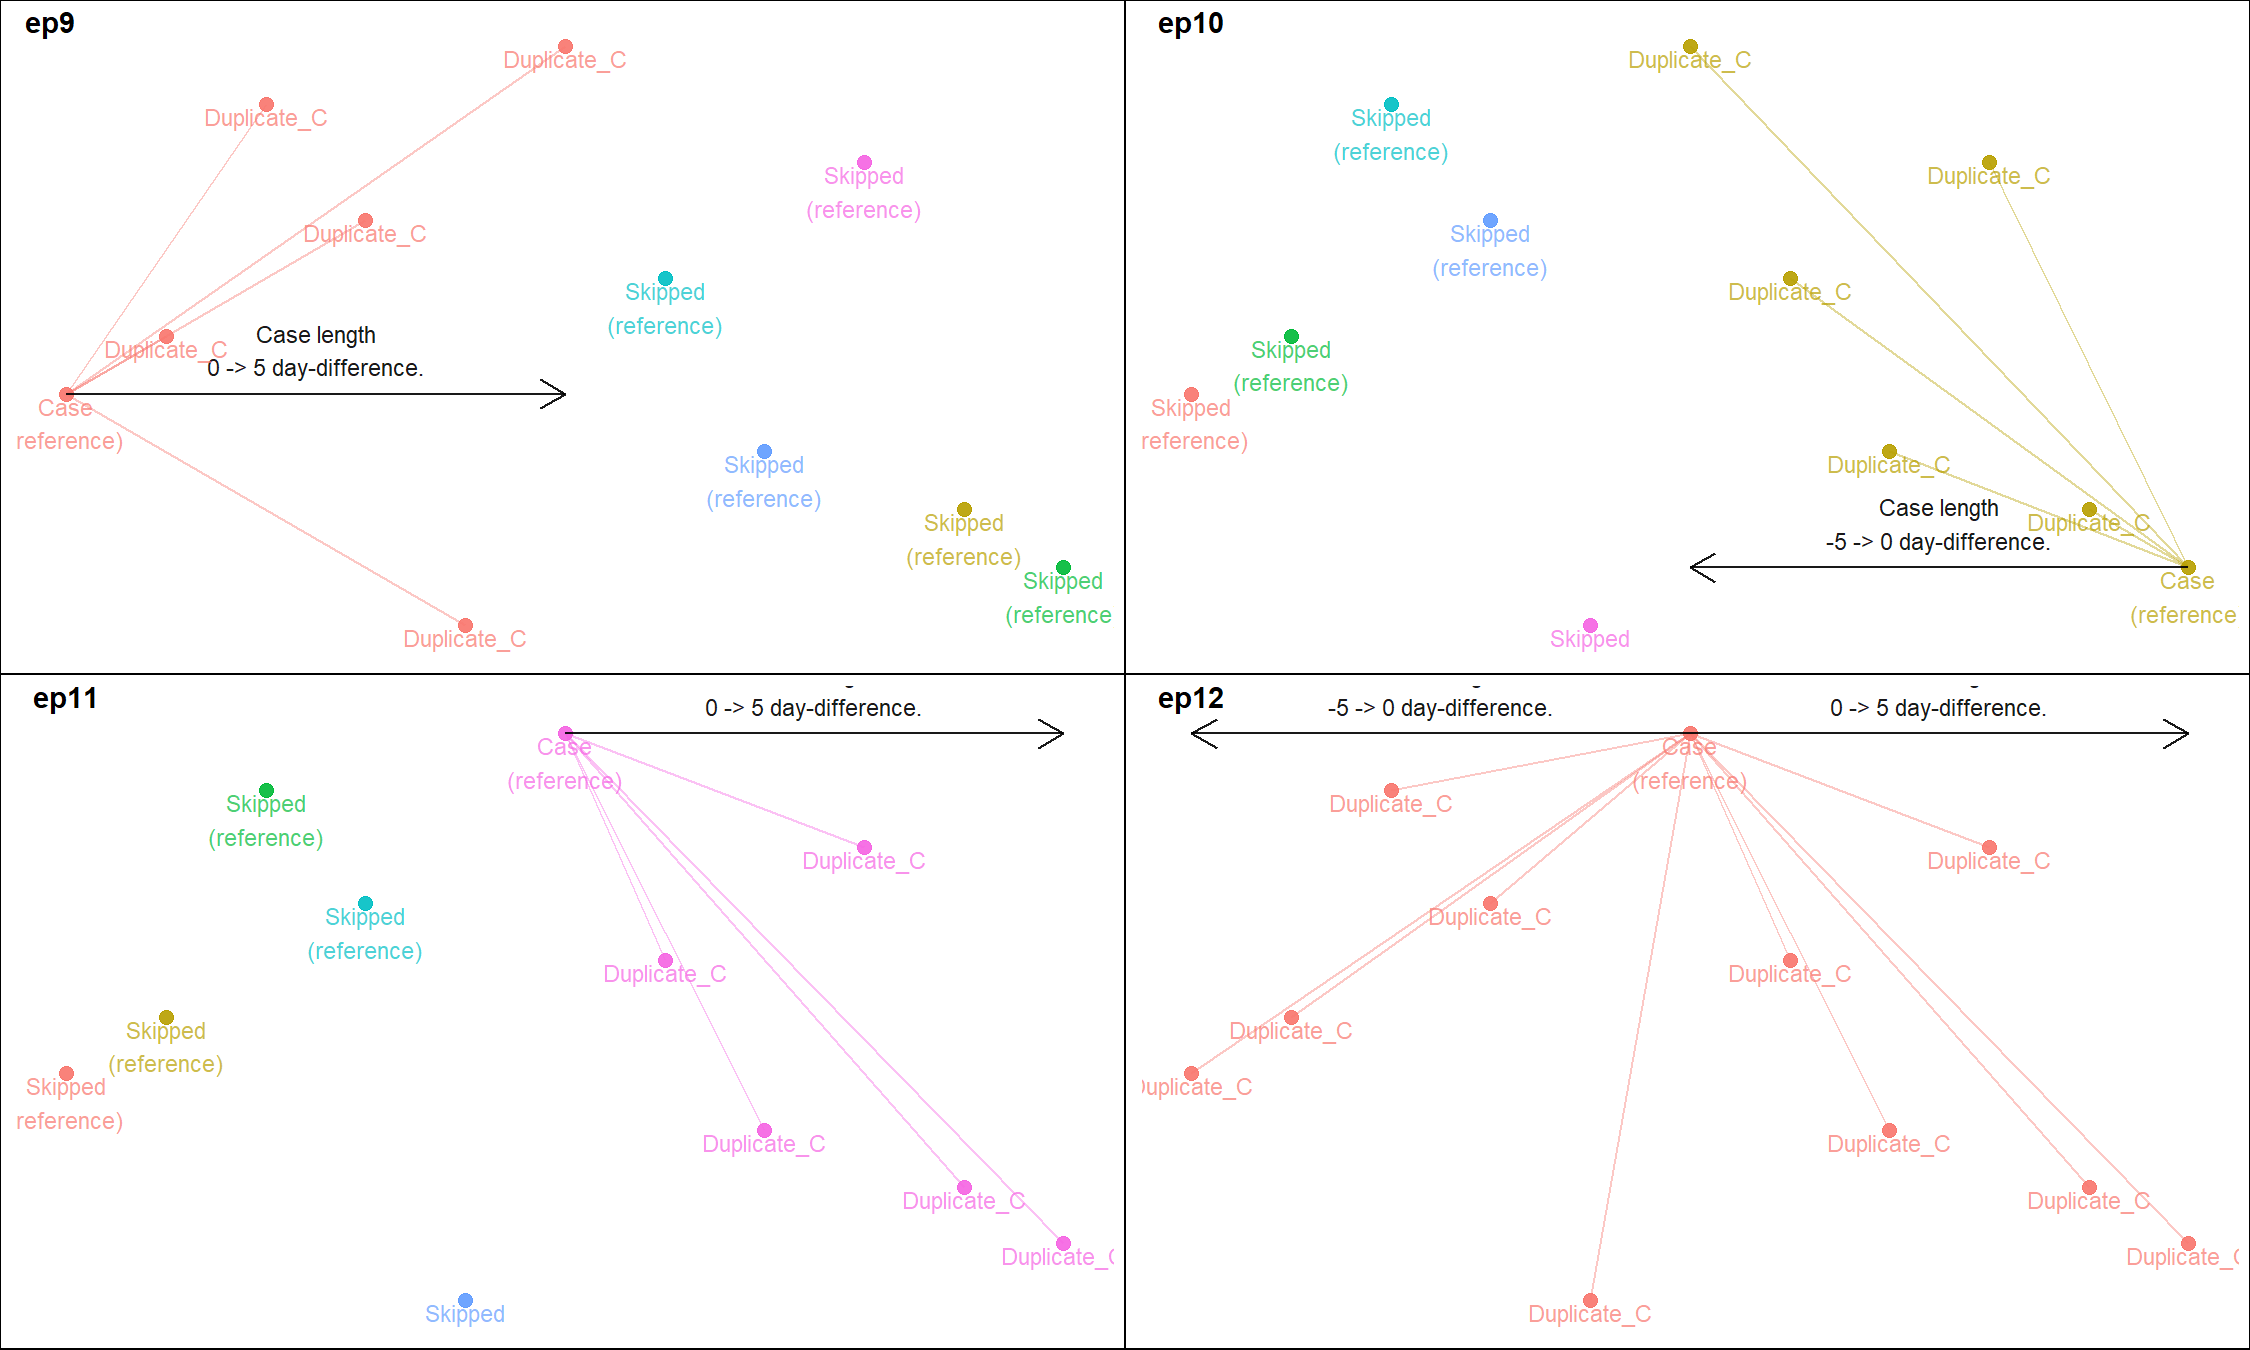 ep9
Duplicate_C
Duplicate_C
Skipped
(reference)
Duplicate_C
Skipped
(reference)
Case length
Duplicate_C
0 -> 5 day-difference.
Case
reference)
Skipped
(reference)
Skipped
(reference)
Skipped
(reference
Duplicate_C
ep10
Duplicate_C
Skipped
(reference)
Duplicate_C
Skipped
(reference)
Duplicate_C
Skipped
(reference)
Skipped
reference)
Duplicate_C
Case length
Duplicate_C
-5 -> 0 day-difference.
Case
(reference
Skipped
ep11
0 -> 5 day-difference.
Case
(reference)
Skipped
(reference)
Duplicate_C
Skipped
(reference)
Duplicate_C
Skipped
(reference)
Skipped
reference)
Duplicate_C
Duplicate_C
Duplicate_C
Skipped
ep12
-5 -> 0 day-difference.
0 -> 5 day-difference.
Case
(reference)
Duplicate_C
Duplicate_C
Duplicate_C
Duplicate_C
Duplicate_C
uplicate_C
Duplicate_C
Duplicate_C
Duplicate_C
Duplicate_C